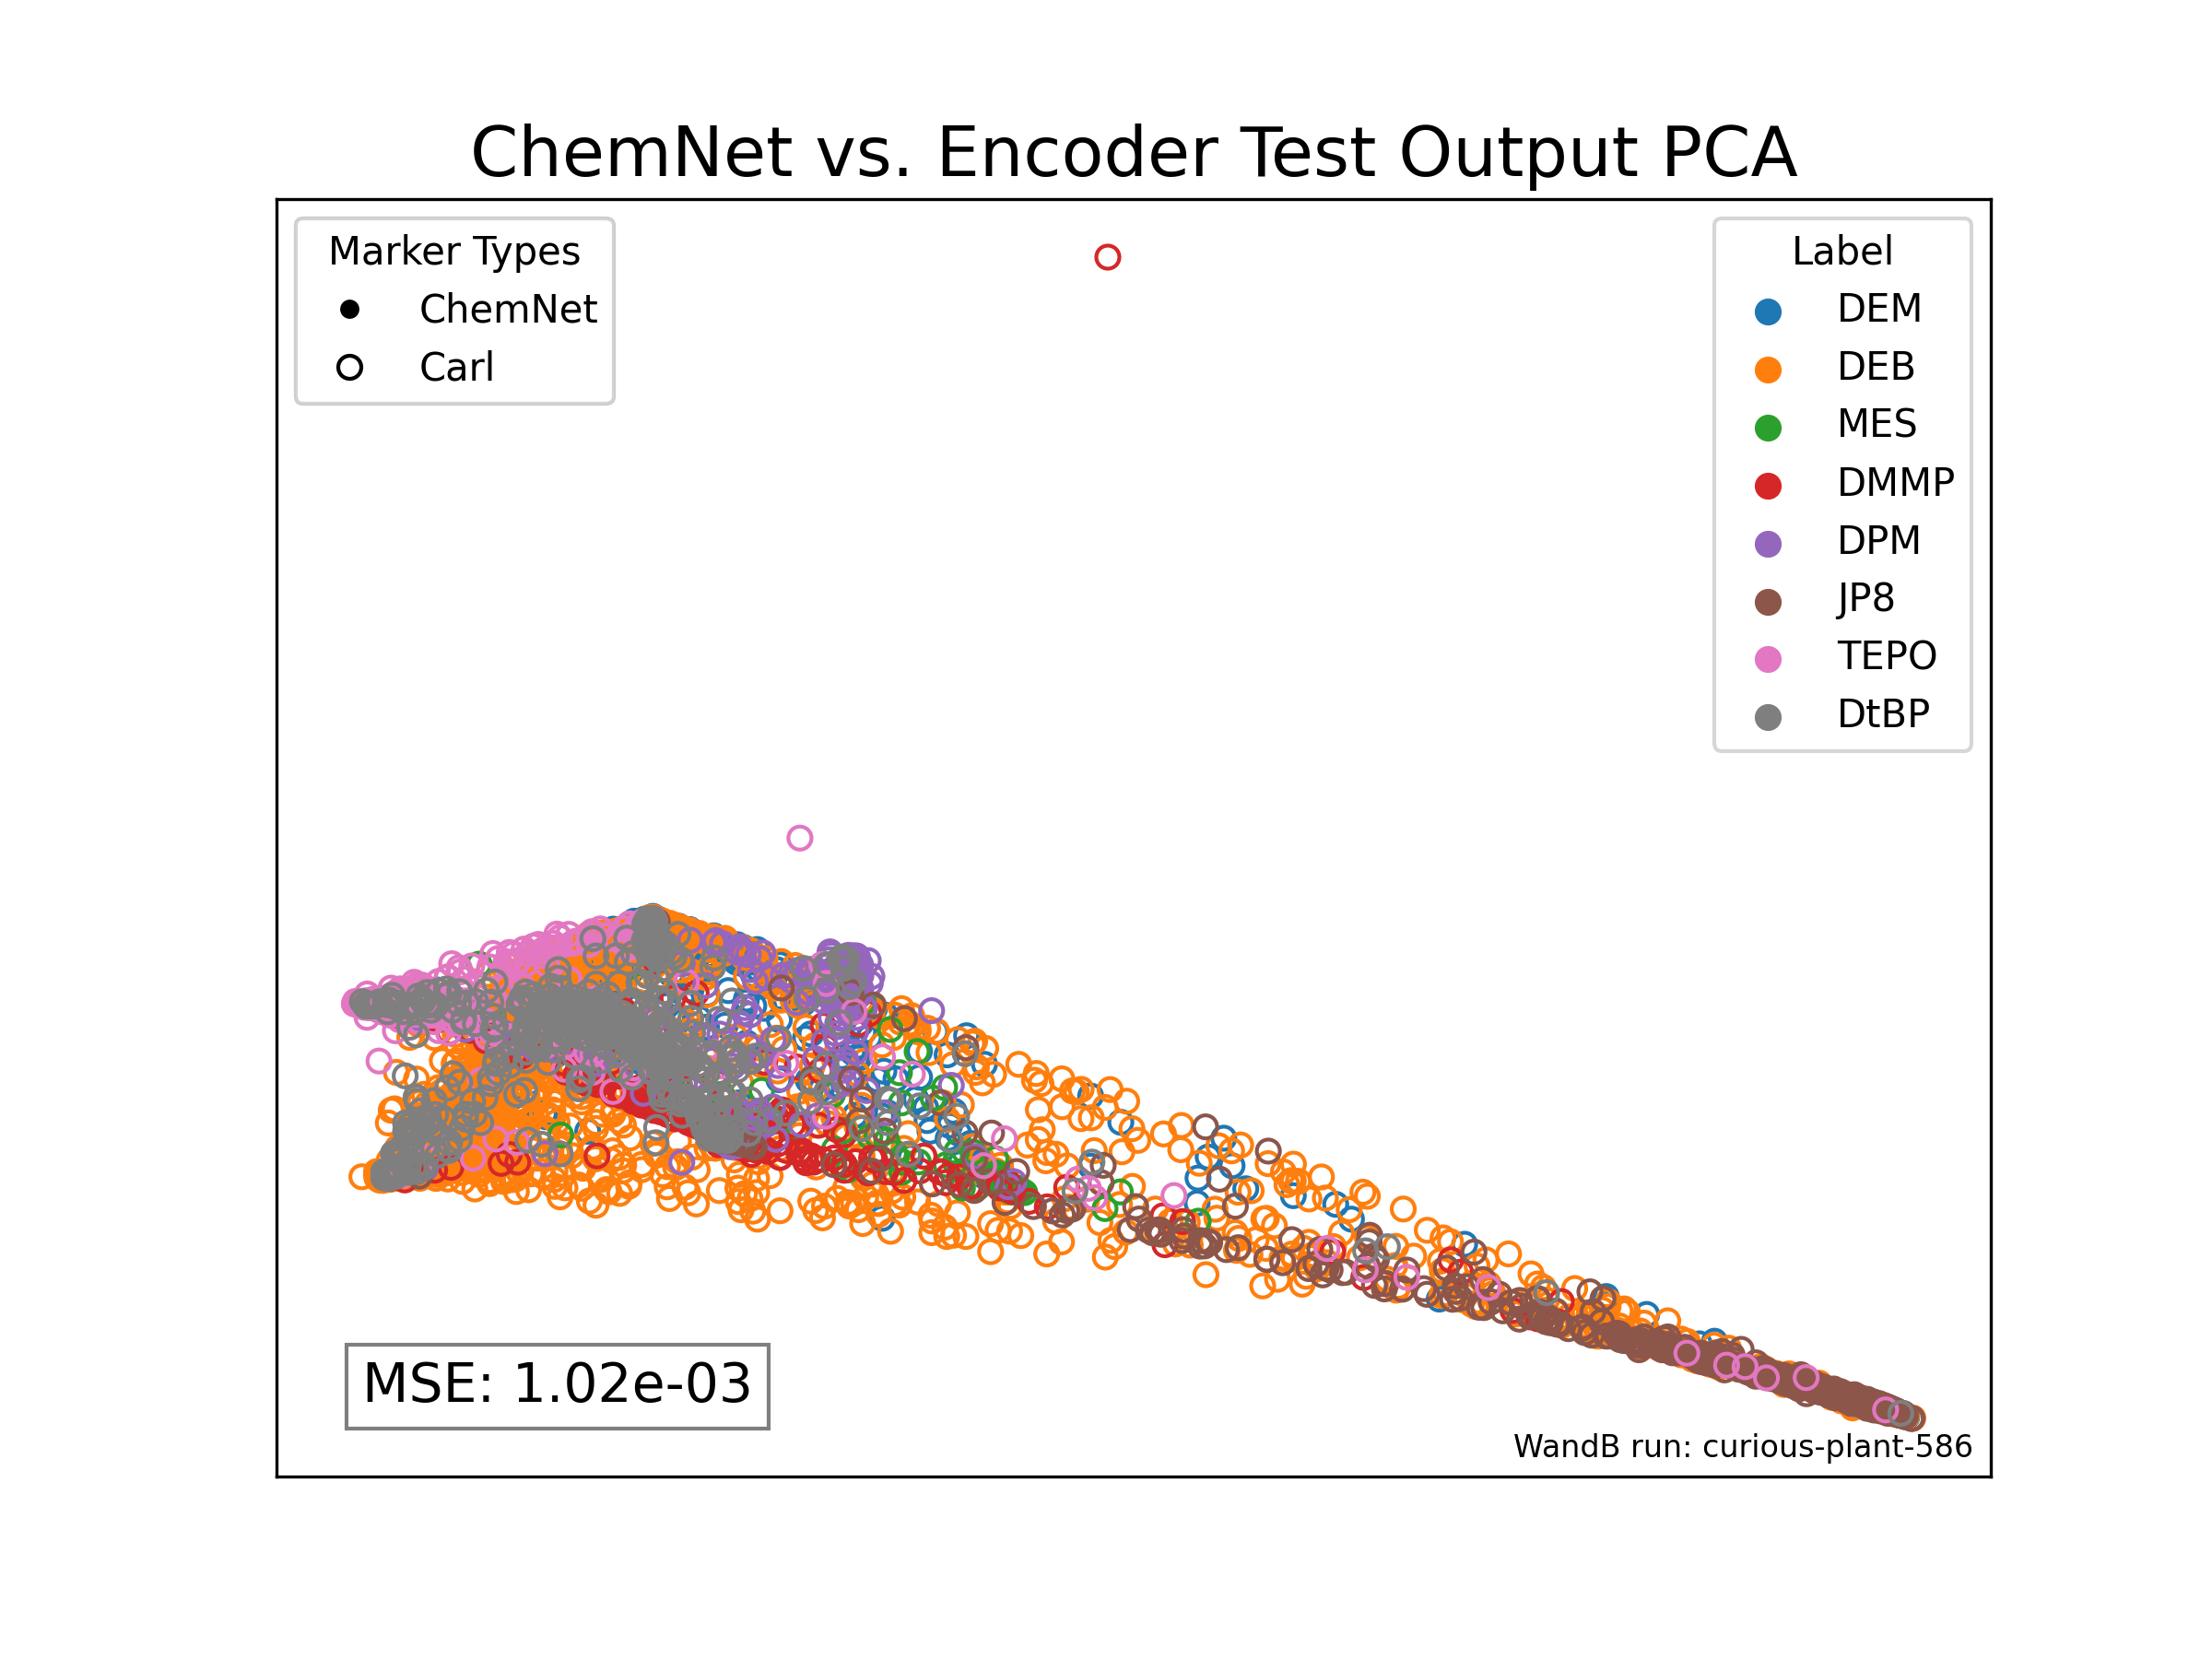 ChemNet vs. Encoder Test Output PCA
Marker Types
ChemNet
Carl
Label
DEM
DEB
MES
DMMP
DPM
JP8
TEPO
DtBP
MSE: 1.02e-03
WandB run: curious-plant-586